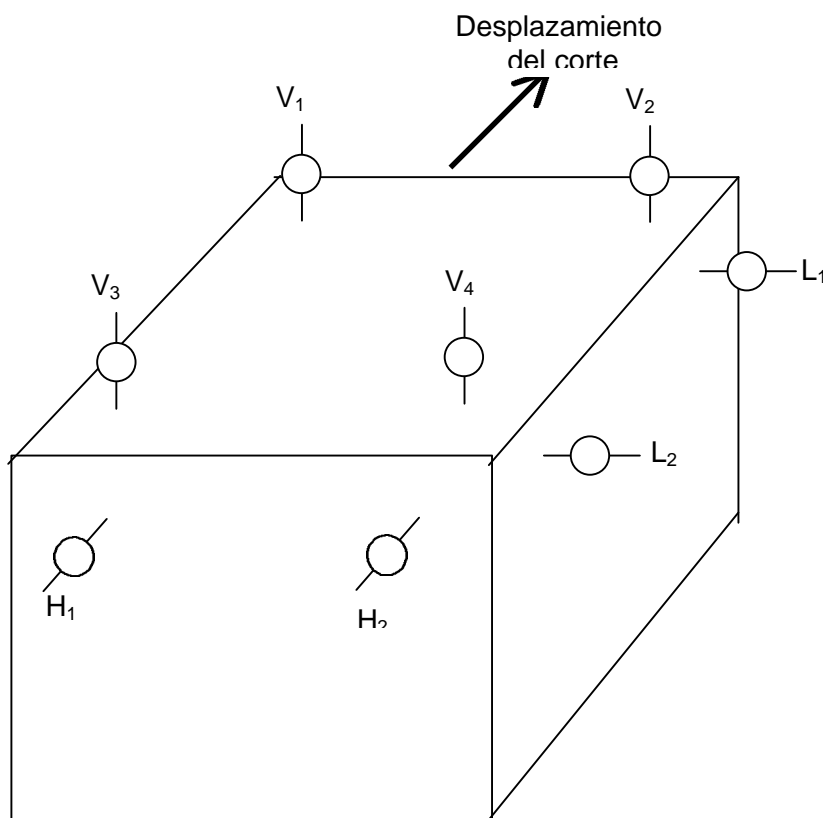 Desplazamiento
del corte
V₁
V₂
L₁
V₃
V₄
L₂
H₁
H₂